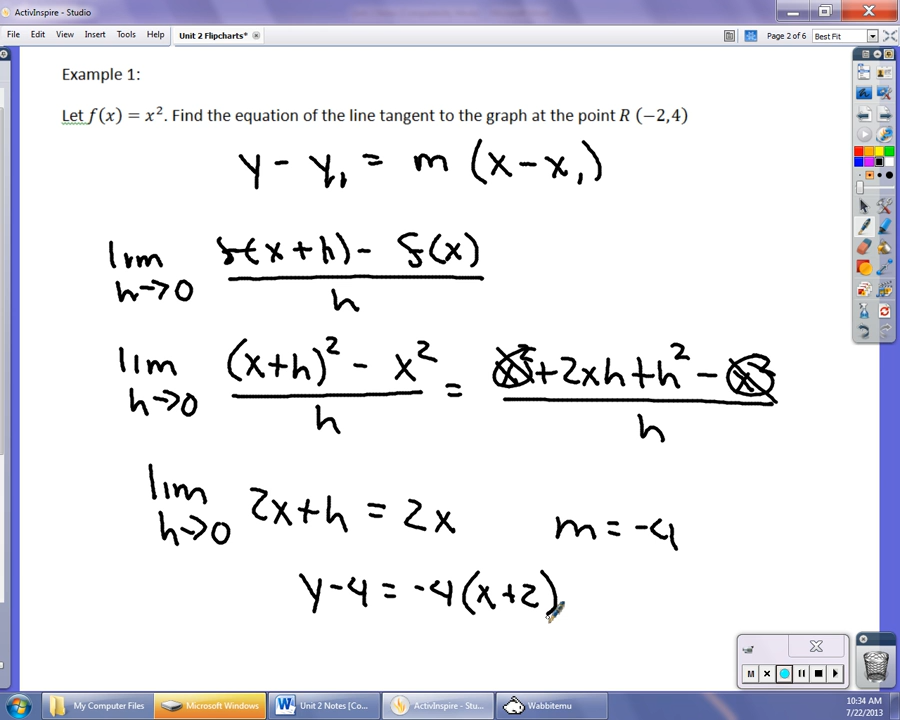 ActivInspire - Studio
File Edit View Insert Tools Help Unit 2 Flipcharts* Page 2 of 6 Best Fit
Example 1:
Let f(x) = x². Find the equation of the line tangent to the graph at the point R (−2,4)
y - y₁ = m (x - x₁)
lim h→0 (f(x+h) - f(x))/h
lim h→0 ((x+h)² - x²)/h = (x² + 2xh + h² - x²)/h
lim h→0 2x+h = 2x m = -4
y - 4 = -4(x+2)
M
My Computer Files Microsoft Windows Unit 2 Notes [Co... ActivInspire - Stu... Wabbitemu 10:34 AM
7/22/2013